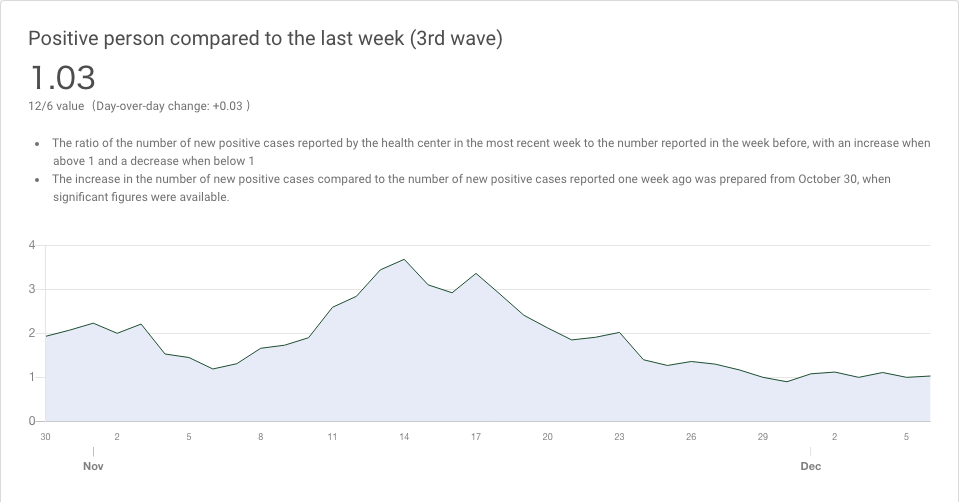 Positive person compared to the last week (3rd wave)
1.03
12/6 value （Day-over-day change: +0.03 ）
• The ratio of the number of new positive cases reported by the health center in the most recent week to the number reported in the week before, with an increase when
above 1 and a decrease when below 1
• The increase in the number of new positive cases compared to the number of new positive cases reported one week ago was prepared from October 30, when
significant figures were available.
4
3
2
1
0
30 2 5 8 11 14 17 20 23 26 29 2 5
Nov Dec